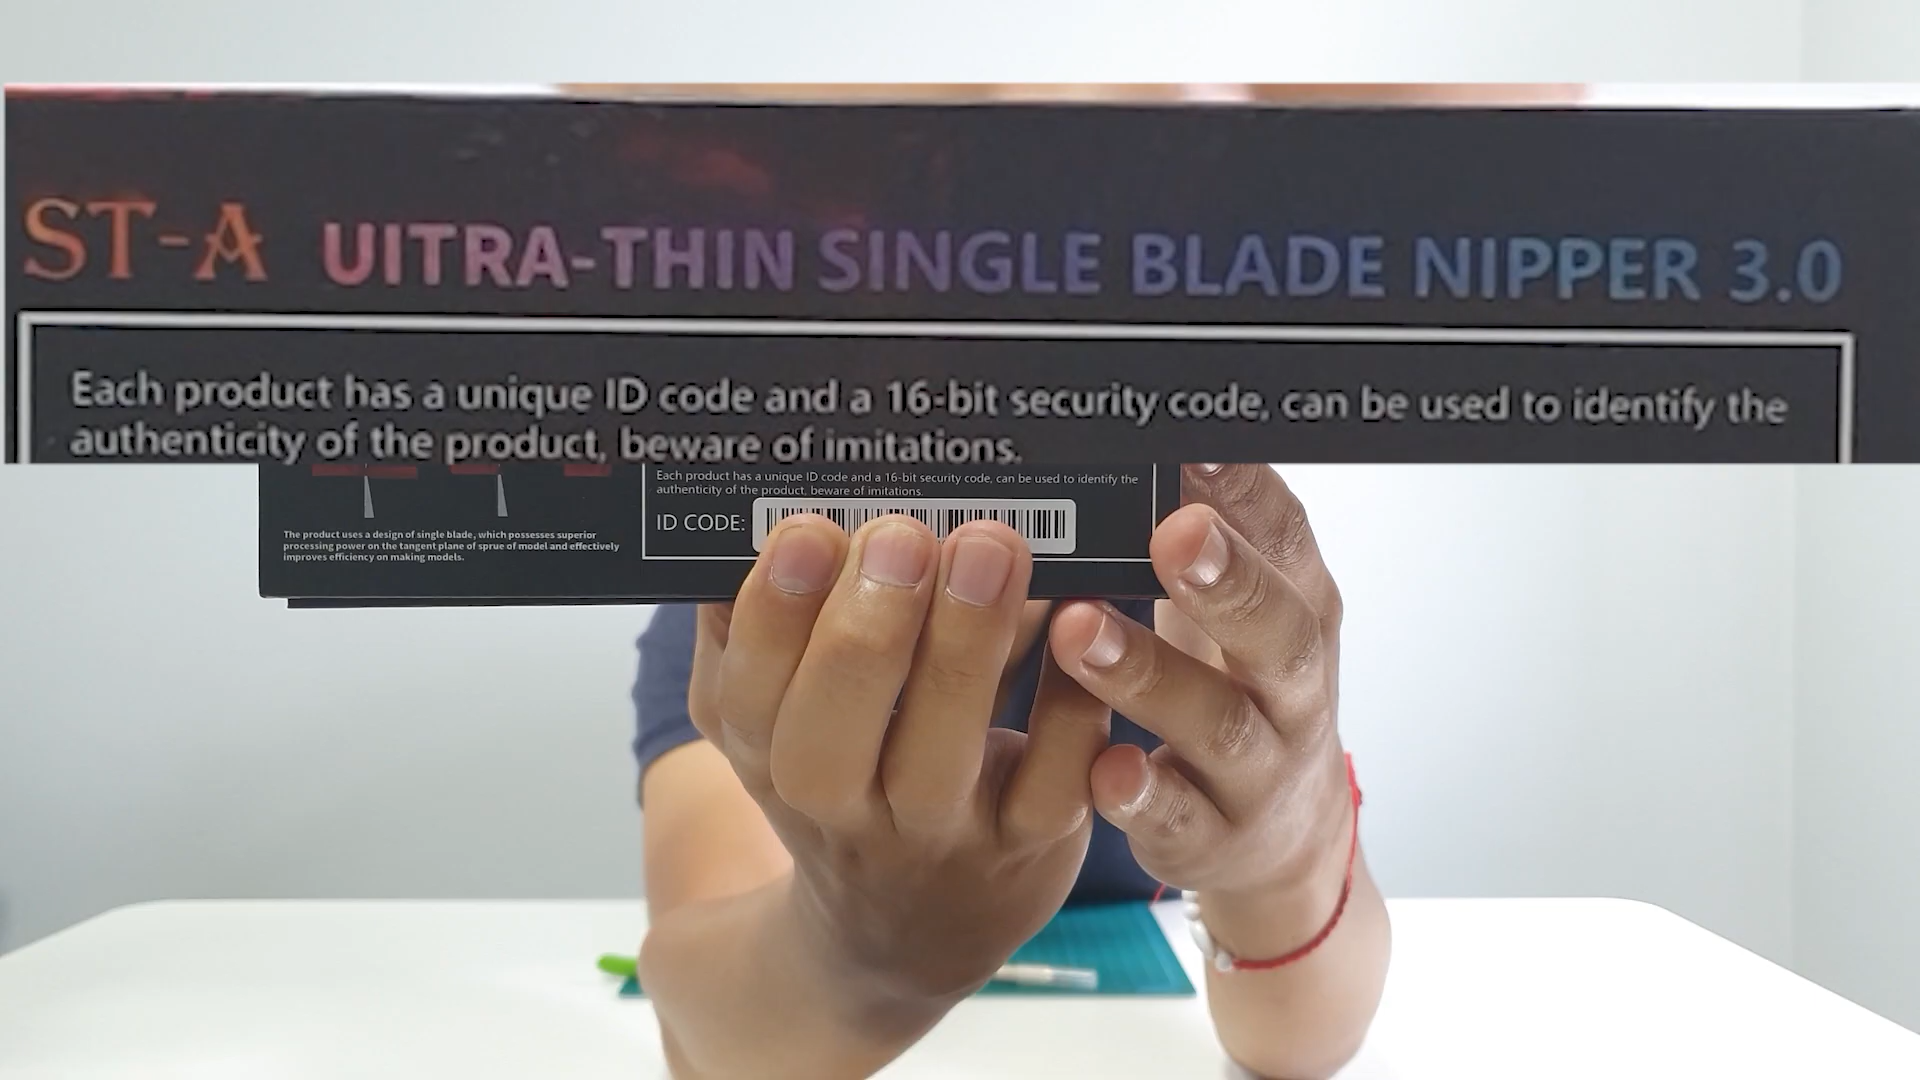 ST-A UITRA-THIN SINGLE BLADE NIPPER 3.0
Each product has a unique ID code and a 16-bit security code, can be used to identify the
authenticity of the product, beware of imitations.
Each product has a unique ID code and a 16-bit security code, can be used to identify the
authenticity of the product, beware of imitations.
ID CODE:
The product uses a design of single blade, which possesses superior
processing power on the tangent plane of sprue of model and effectively
improves efficiency on making models.